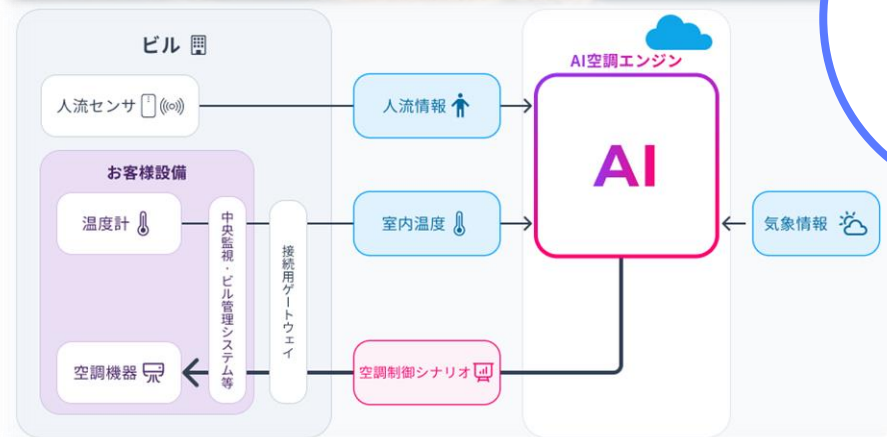 ビル
AI空調エンジン
人流センサ
人流情報
AI
お客様設備
温度計
中央監視・ビル管理システム等
接続用ゲートウェイ
室内温度
気象情報
空調機器
空調制御シナリオ